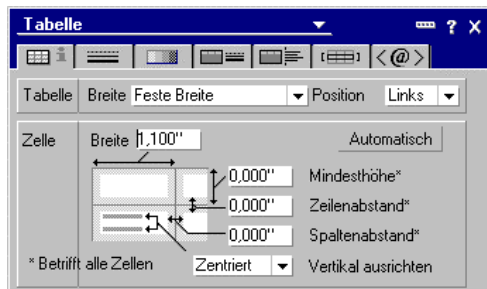 Tabelle ?
i <@>
Tabelle Breite Feste Breite Position Links
Zelle Breite 1,100" Automatisch
0,000" Mindesthöhe*
0,000" Zeilenabstand*
0,000" Spaltenabstand*
* Betrifft alle Zellen Zentriert Vertikal ausrichten